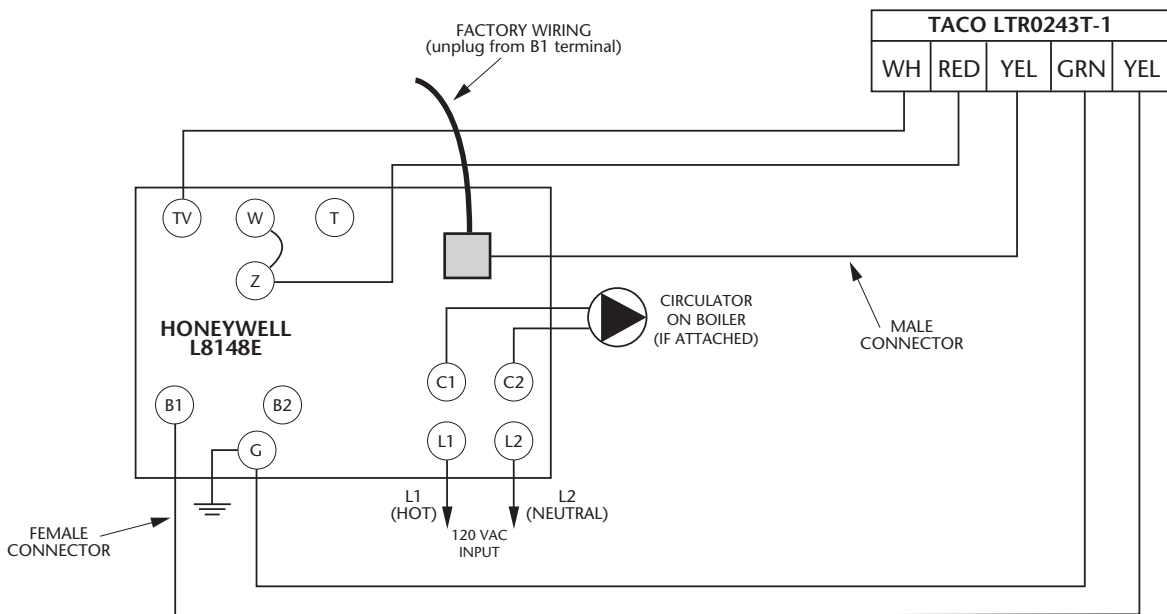 TACO LTR0243T-1
WH RED YEL GRN YEL
FACTORY WIRING
(unplug from B1 terminal)
TV W T
Z
HONEYWELL
L8148E
CIRCULATOR
ON BOILER
(IF ATTACHED)
MALE
CONNECTOR
C1 C2
B1 B2
L1 L2
G
L1
(HOT)
L2
(NEUTRAL)
120 VAC
INPUT
FEMALE
CONNECTOR